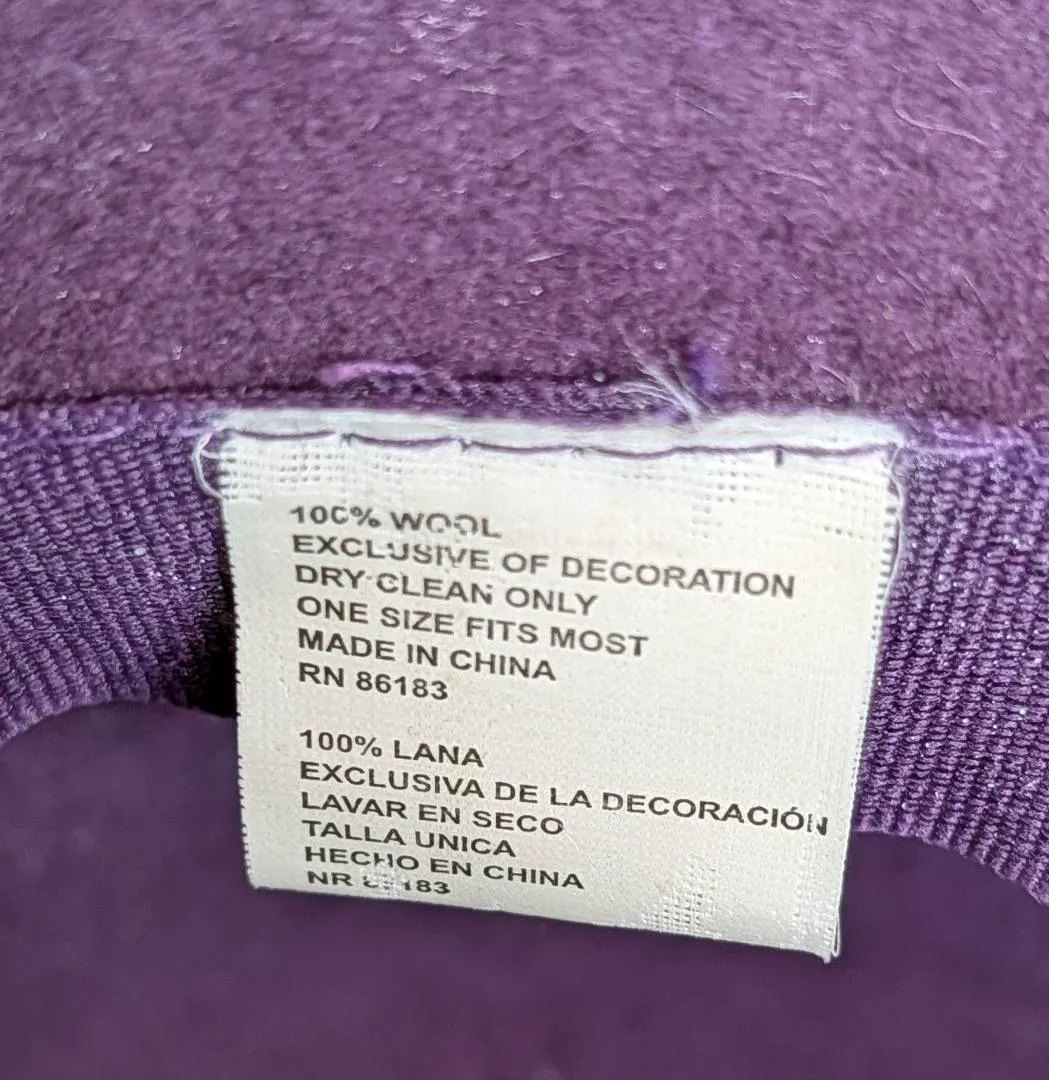 100% WOOL
EXCLUSIVE OF DECORATION
DRY CLEAN ONLY
ONE SIZE FITS MOST
MADE IN CHINA
RN 86183
100% LANA
EXCLUSIVA DE LA DECORACIÓN
LAVAR EN SECO
TALLA UNICA
HECHO EN CHINA
NR